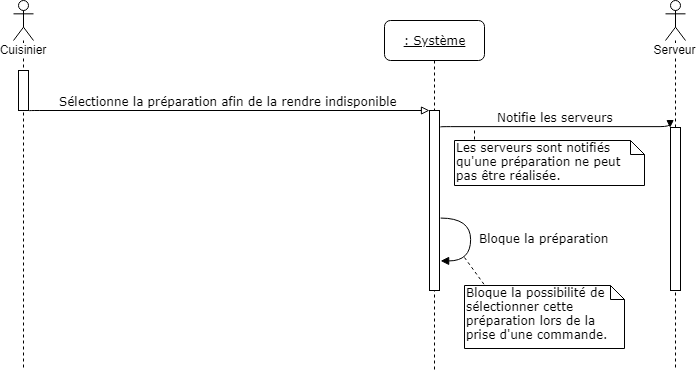 Cuisinier
: Système
Serveur
Sélectionne la préparation afin de la rendre indisponible
Notifie les serveurs
Les serveurs sont notifiés
qu'une préparation ne peut
pas être réalisée.
Bloque la préparation
Bloque la possibilité de
sélectionner cette
préparation lors de la
prise d'une commande.